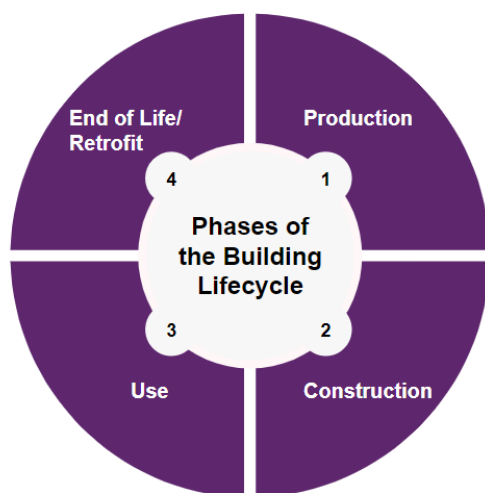 End of Life/
Retrofit
Production
4
1
Phases of
the Building
Lifecycle
3
2
Use
Construction